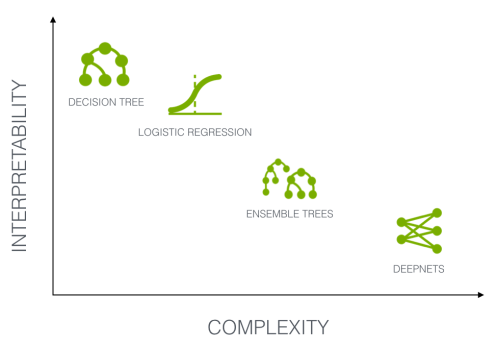 INTERPRETABILITY
DECISION TREE
LOGISTIC REGRESSION
ENSEMBLE TREES
DEEPNETS
COMPLEXITY